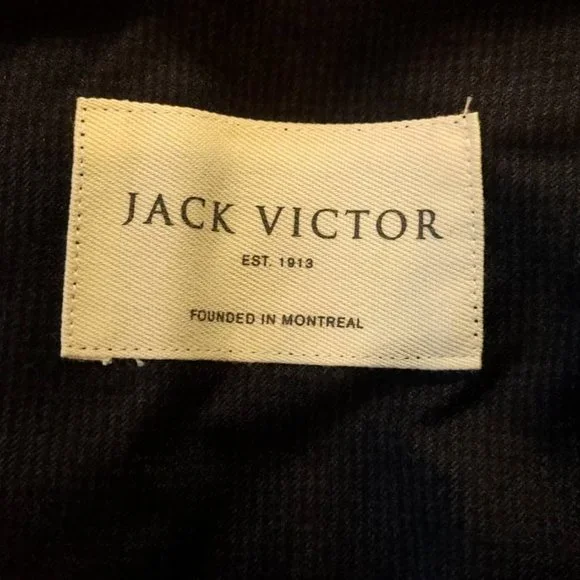 JACK VICTOR
EST. 1913
FOUNDED IN MONTREAL